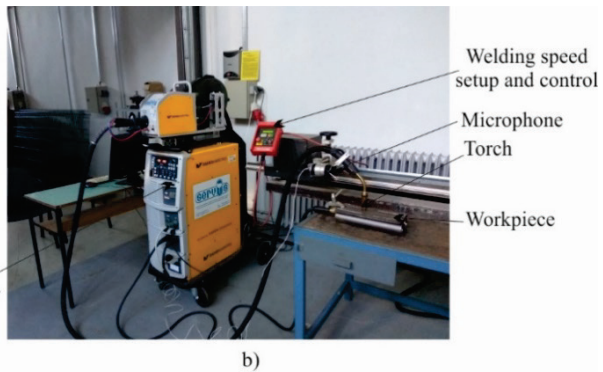 Welding speed
setup and control
Microphone
Torch
Workpiece
b)